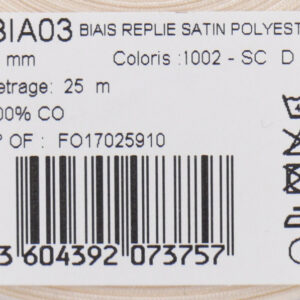 BIA03 BIAIS REPLIE SATIN POLYEST
mm Coloris :1002 - SC D
etrage: 25 m
00% CO
° OF : FO17025910
3 604392 073757